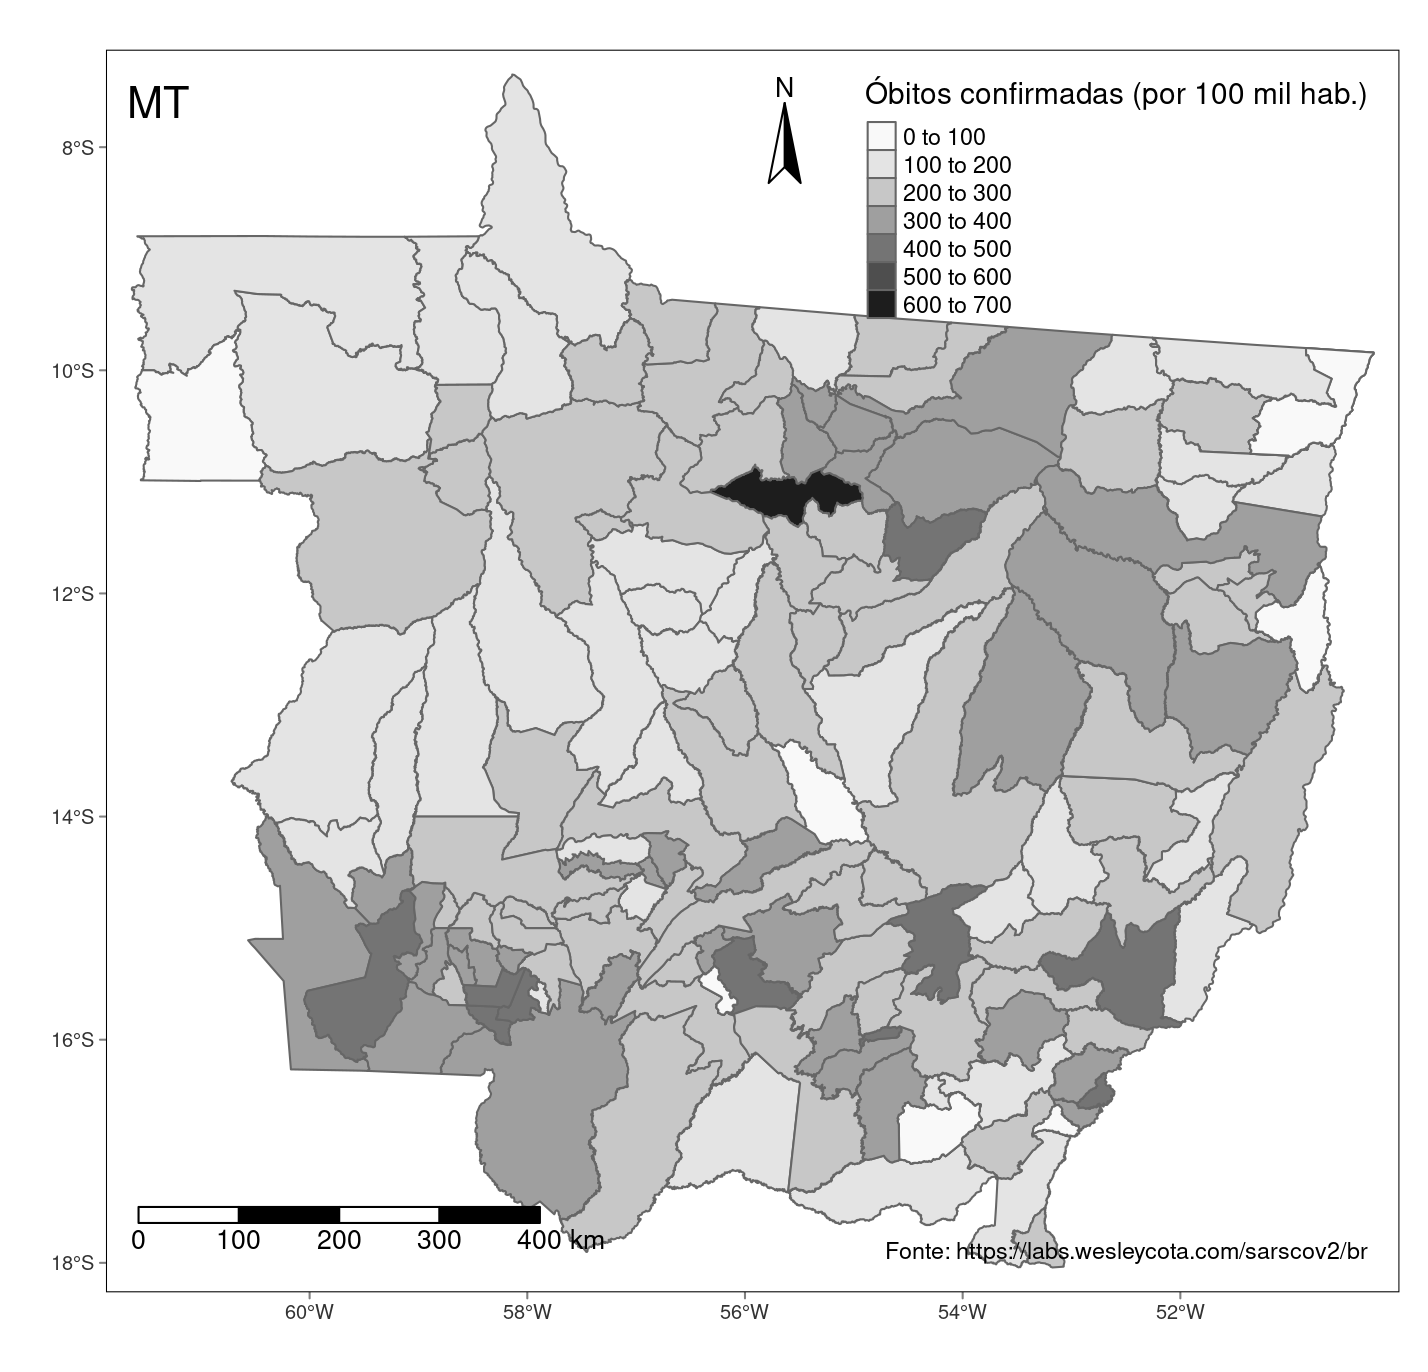 MT
N
Óbitos confirmadas (por 100 mil hab.)
0 to 100
100 to 200
200 to 300
300 to 400
400 to 500
500 to 600
600 to 700
8°S
10°S
12°S
14°S
16°S
18°S
0 100 200 300 400 km
Fonte: https://labs.wesleycota.com/sarscov2/br
60°W 58°W 56°W 54°W 52°W